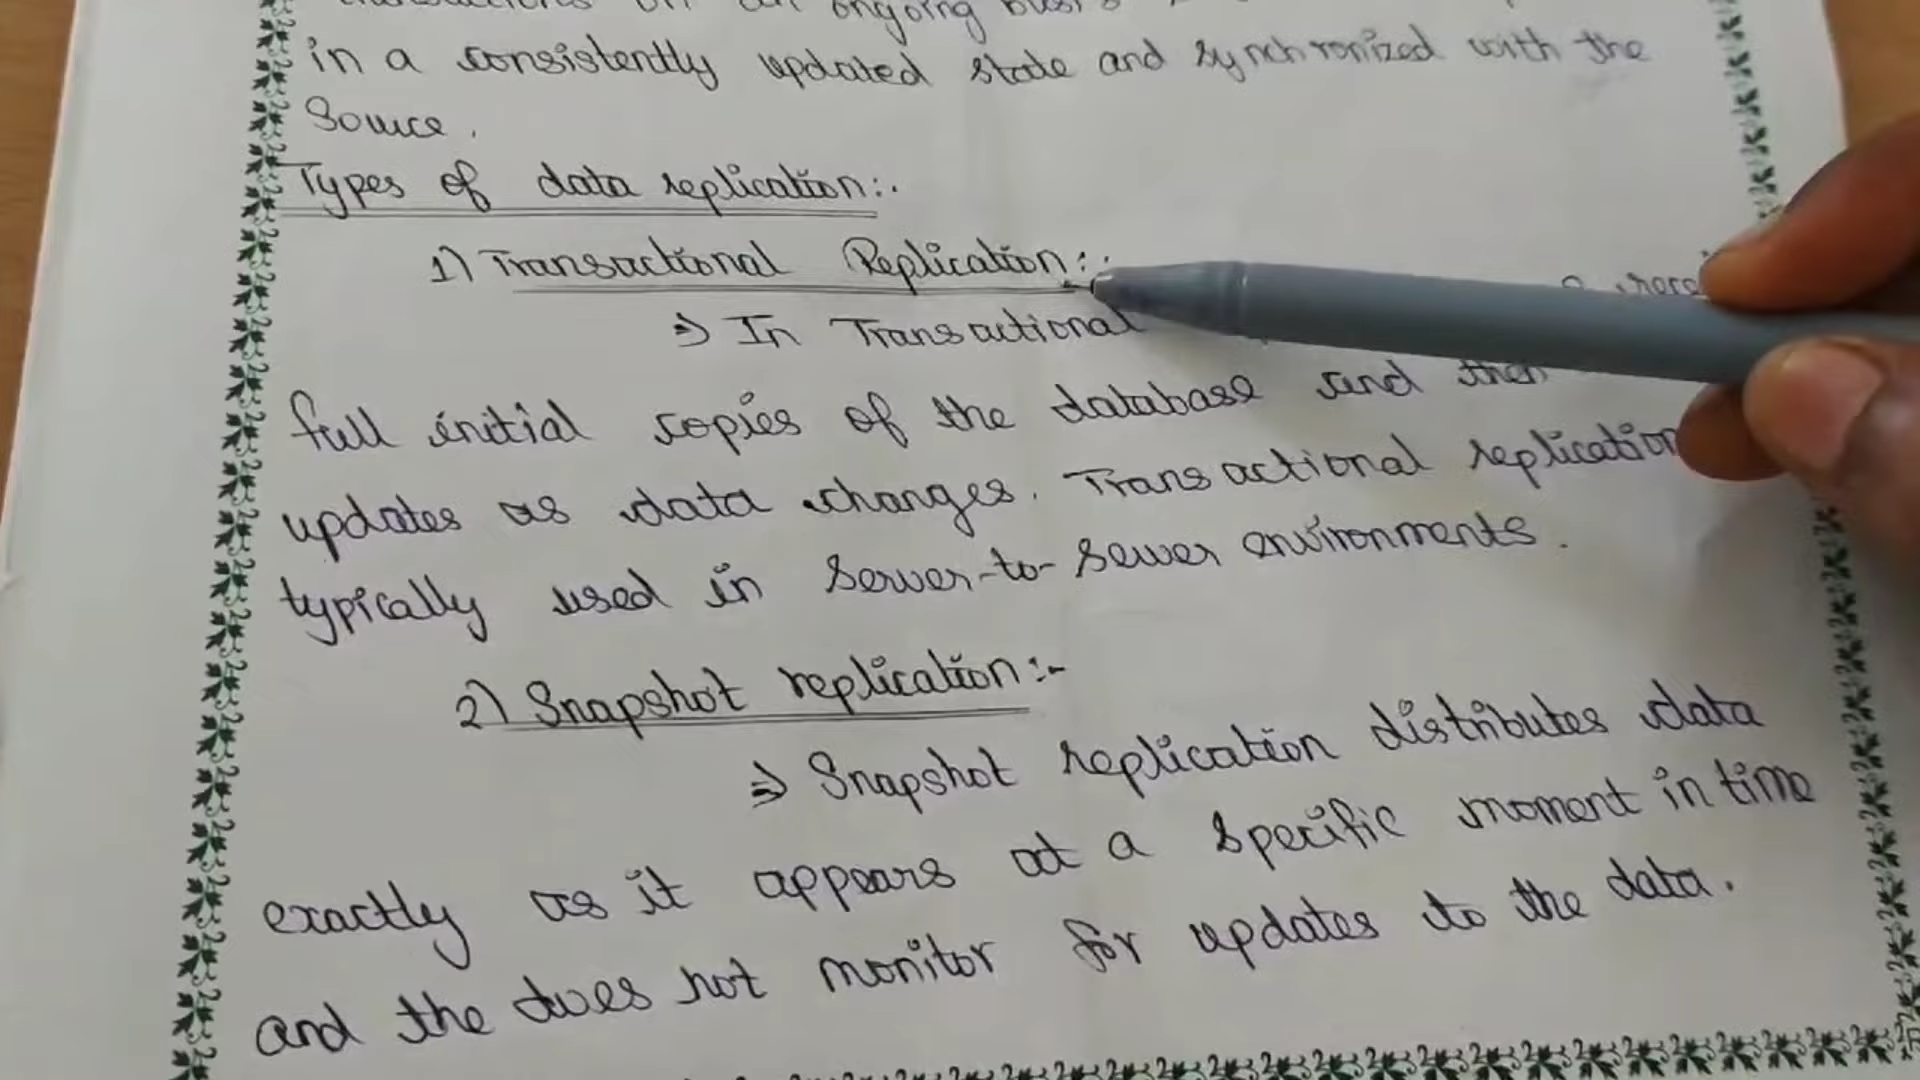 ongoing
in a consistently updated state and synchronized with the
Source.
Types of data replication:.
1) Transactional Replication:.
⇒ In Transactional
full initial copies of the database and then
updates as data changes. Transactional replication
typically used in Server-to-Server environments.
2) Snapshot replication:-
⇒ Snapshot replication distributes data
exactly as it appears at a specific moment in time
and the does not monitor for updates to the data.